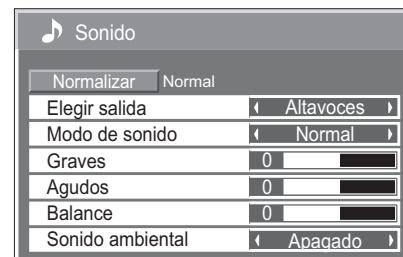 Sonido
Normalizar Normal
Elegir salida Altavoces
Modo de sonido Normal
Graves 0
Agudos 0
Balance 0
Sonido ambiental Apagado